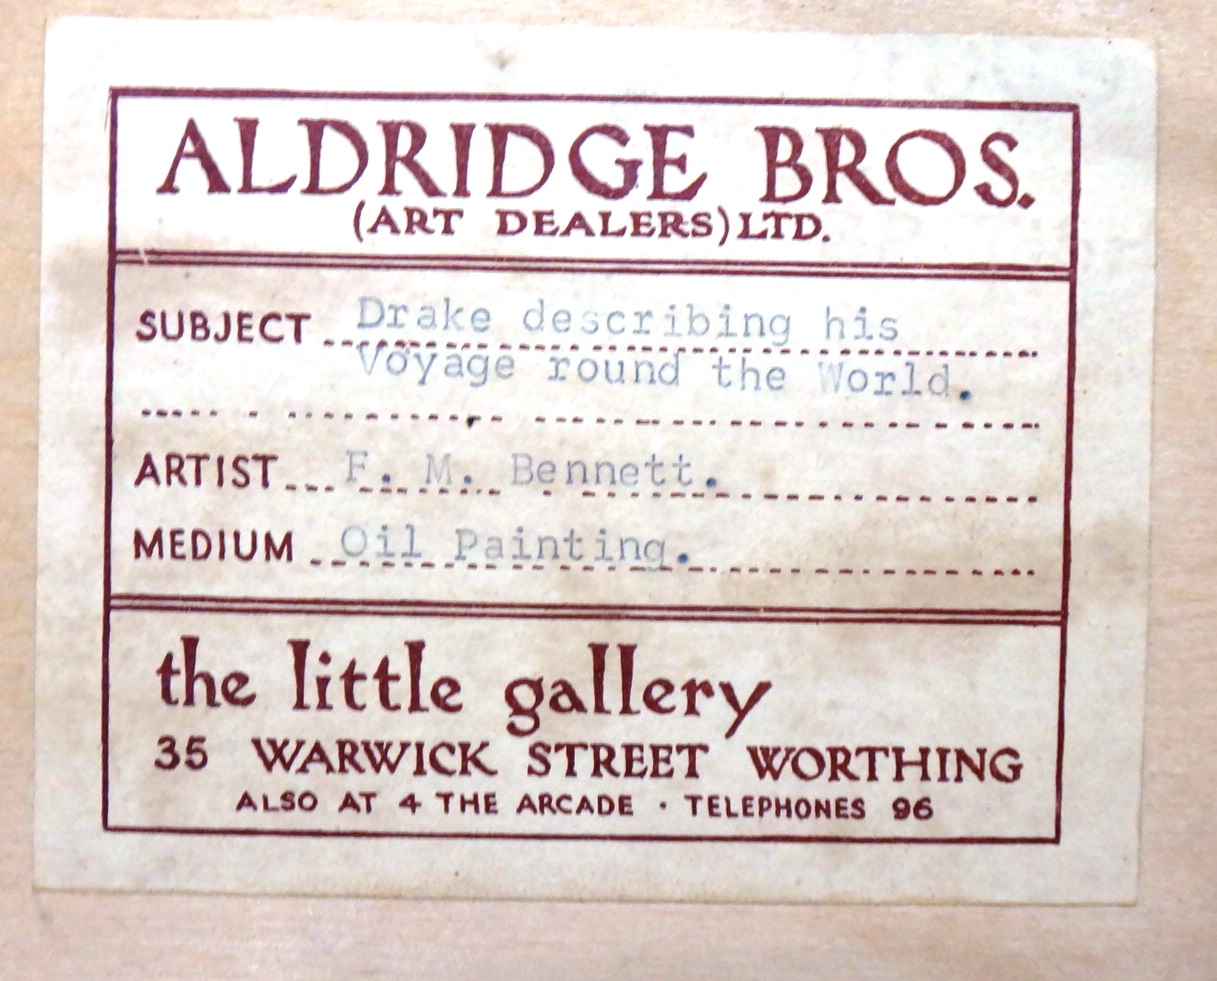 ALDRIDGE BROS.
(ART DEALERS) LTD.
SUBJECT Drake describing his
Voyage round the World.
ARTIST F. M. Bennett.
MEDIUM Oil Painting.
the little gallery
35 WARWICK STREET WORTHING
ALSO AT 4 THE ARCADE · TELEPHONES 96